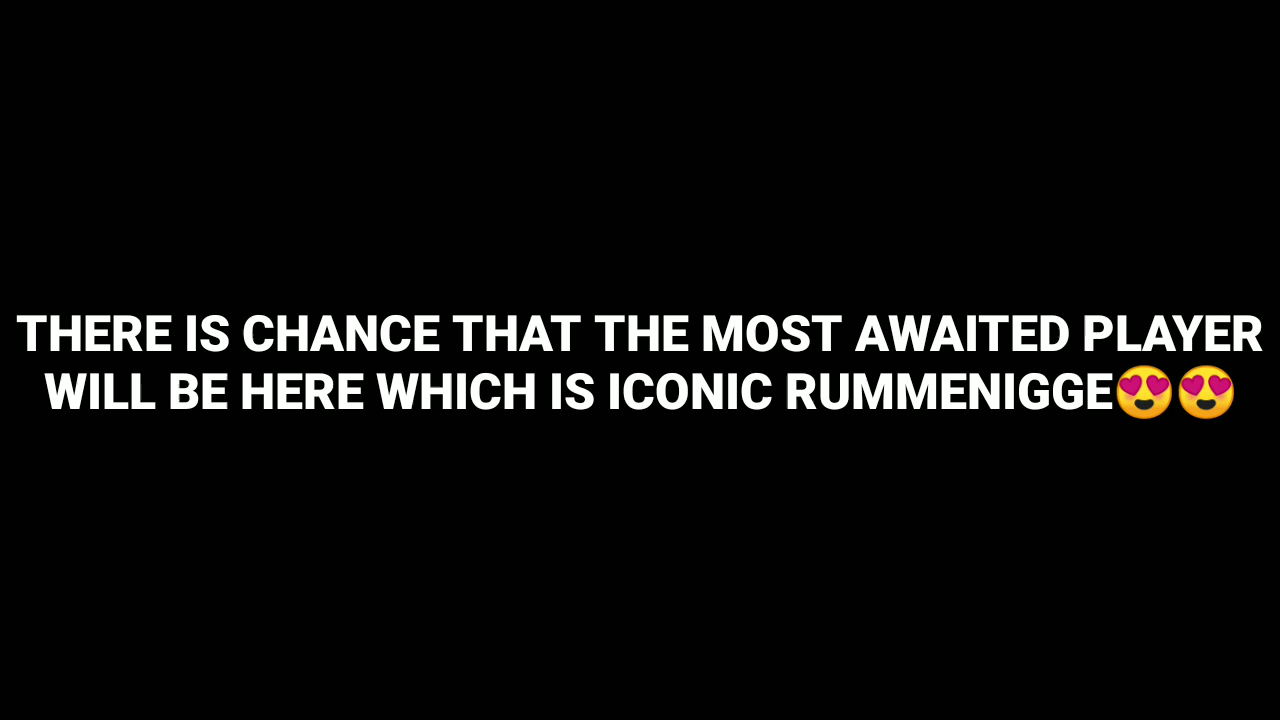 THERE IS CHANCE THAT THE MOST AWAITED PLAYER
WILL BE HERE WHICH IS ICONIC RUMMENIGGE😍😍